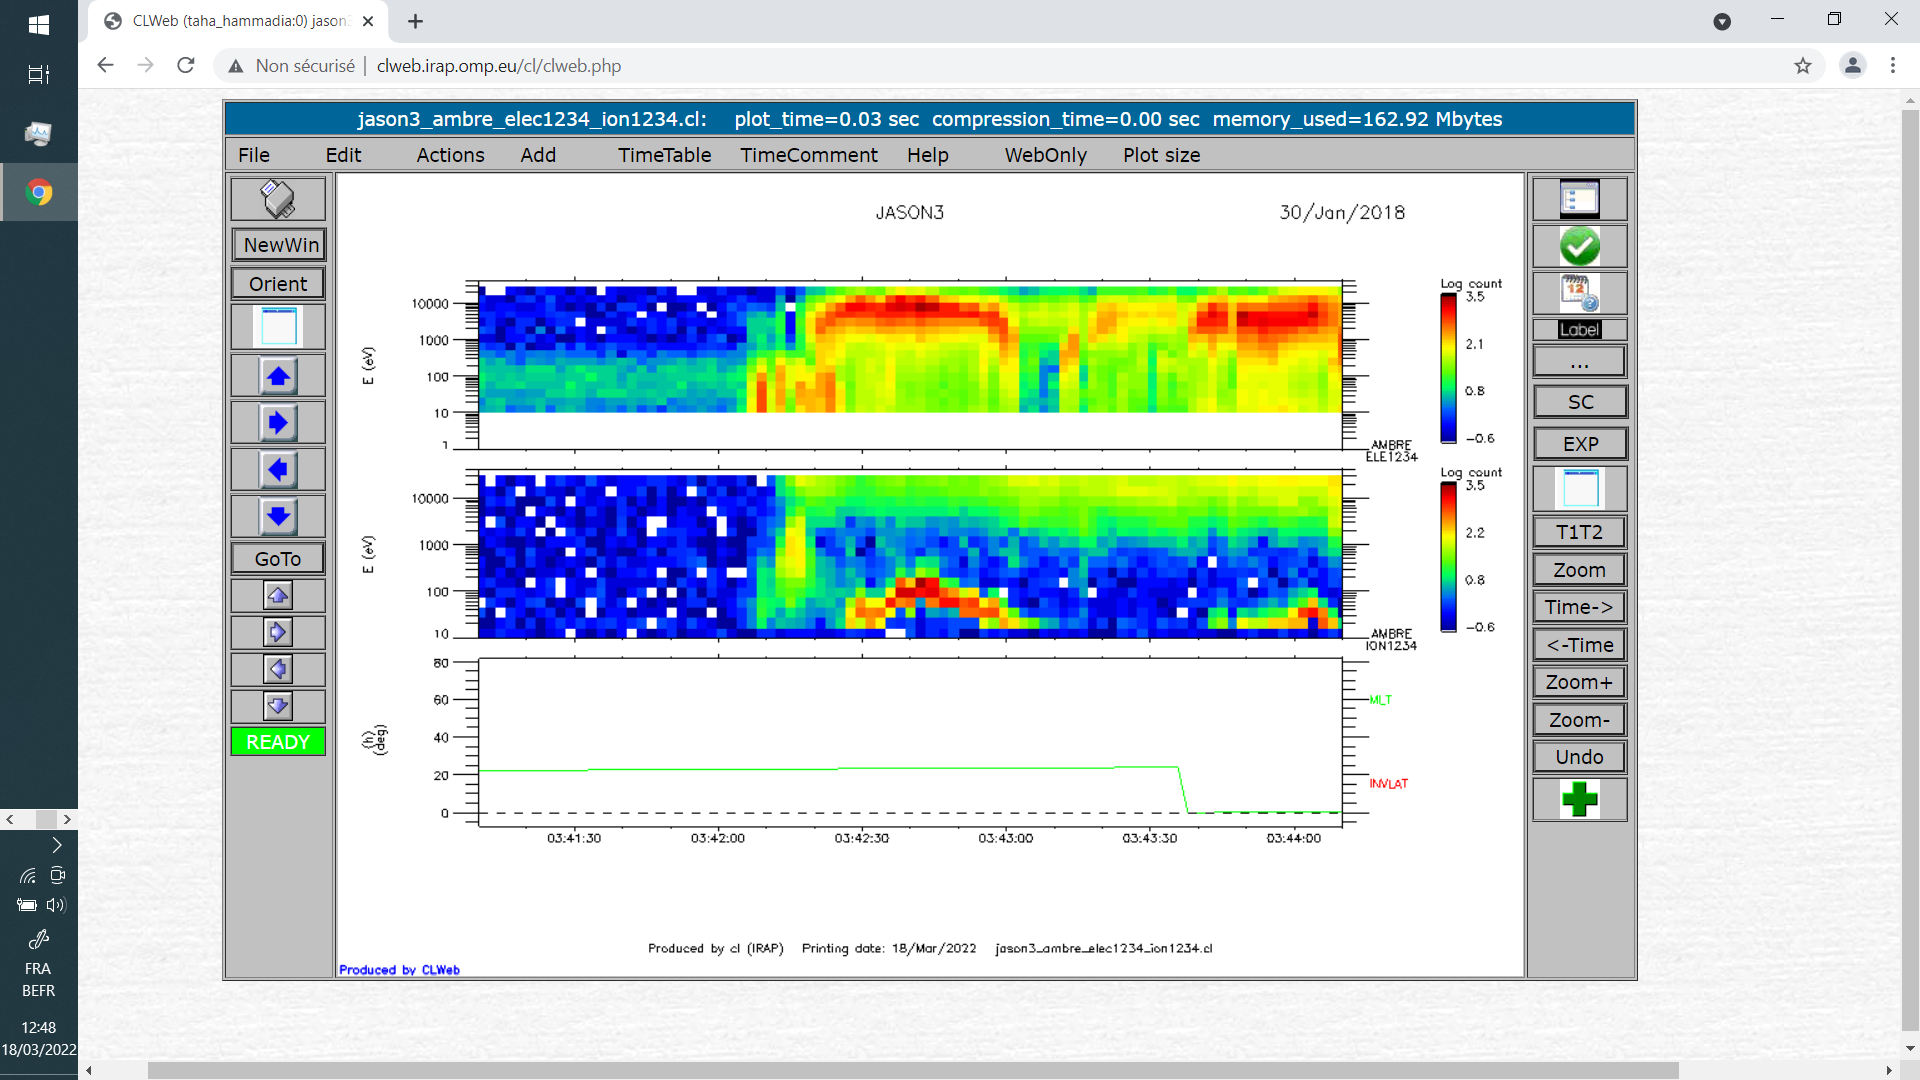 CLWeb (taha_hammadia:0) jason3
Non sécurisé | clweb.irap.omp.eu/cl/clweb.php
jason3_ambre_elec1234_ion1234.cl: plot_time=0.03 sec compression_time=0.00 sec memory_used=162.92 Mbytes
File Edit Actions Add TimeTable TimeComment Help WebOnly Plot size
NewWin
Orient
GoTo
READY
JASON3 30/Jan/2018
Log count
3.5
2.1
0.8
-0.6
10000
1000
100
10
1
E (eV)
AMBRE
ELE1234
Log count
3.5
2.2
0.8
-0.6
10000
1000
100
10
E (eV)
AMBRE
ION1234
80
60
40
20
0
(h)
(deg)
MLT
INVLAT
03:41:30 03:42:00 03:42:30 03:43:00 03:43:30 03:44:00
Produced by cl (IRAP) Printing date: 18/Mar/2022 jason3_ambre_elec1234_ion1234.cl
Produced by CLWeb
12
Label
...
SC
EXP
T1T2
Zoom
Time->
<-Time
Zoom+
Zoom-
Undo
FRA
BEFR
12:48
18/03/2022